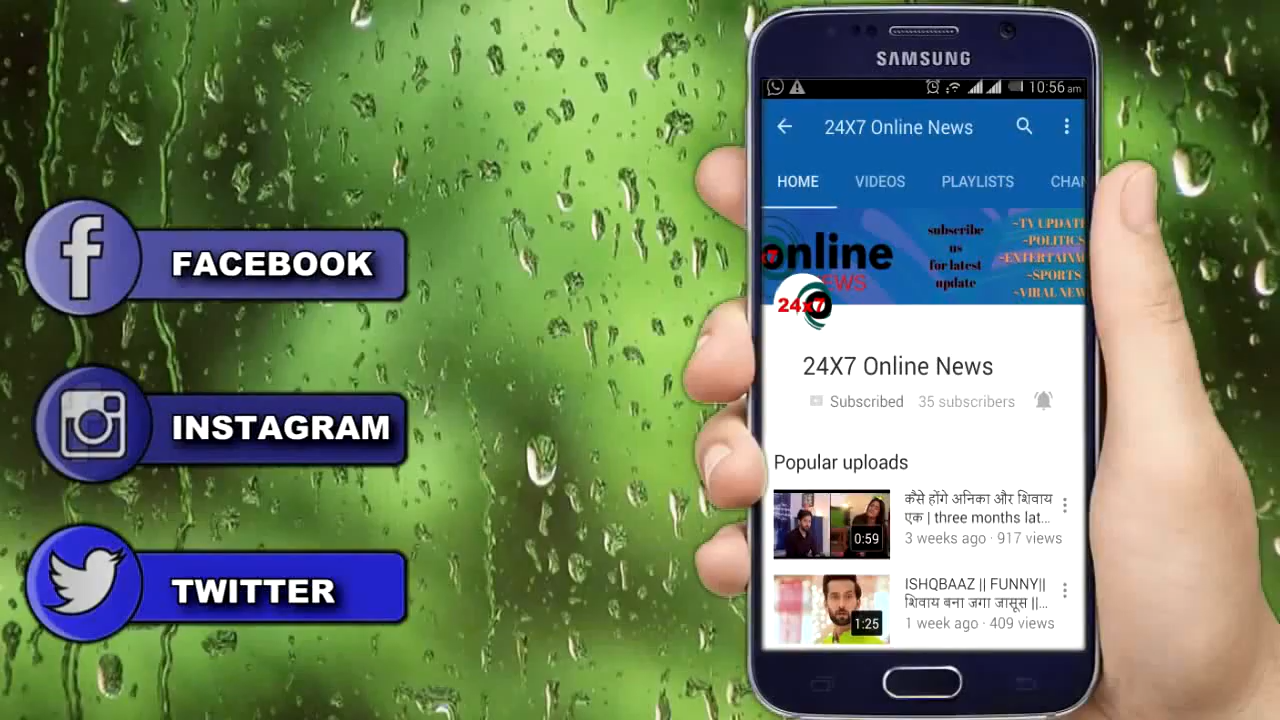 FACEBOOK
INSTAGRAM
TWITTER
SAMSUNG
10:56 am
24X7 Online News
HOME VIDEOS PLAYLISTS CHAN
online
NEWS
24x7
subscribe
us
for latest
update
~TV UPDATE
~POLITICS
~ENTERTAINM
~SPORTS
~VIRAL NEW
24X7 Online News
Subscribed 35 subscribers
Popular uploads
कैसे होंगे अनिका और शिवाय
एक | three months lat...
3 weeks ago · 917 views
0:59
ISHQBAAZ || FUNNY||
शिवाय बना जगा जासूस ||...
1 week ago · 409 views
1:25